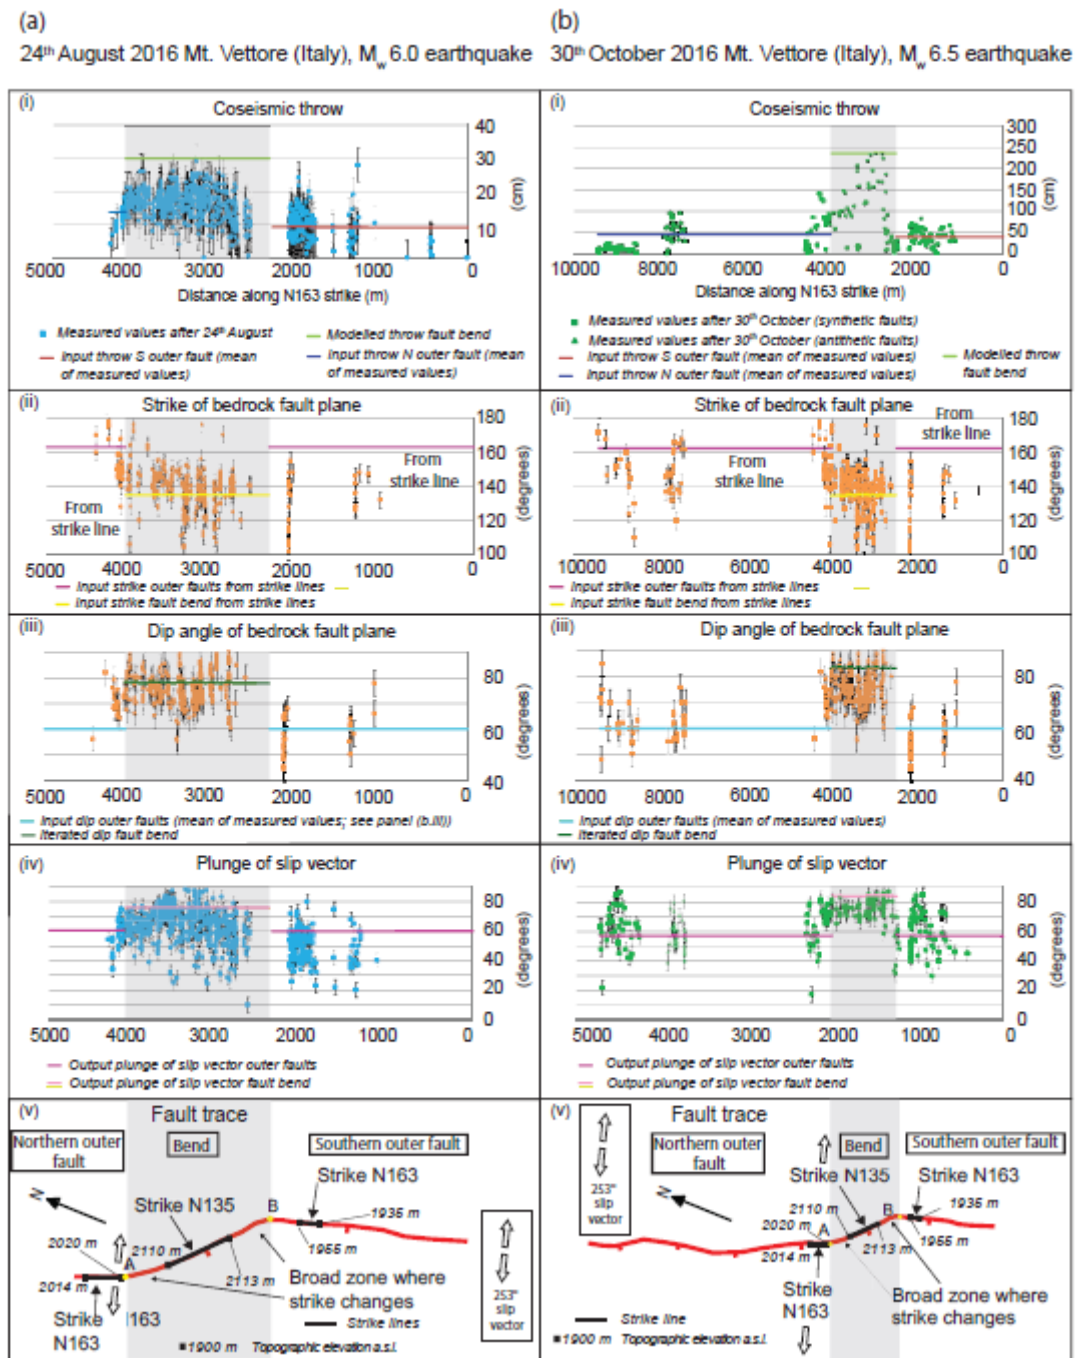 (a)
24th August 2016 Mt. Vettore (Italy), Mw 6.0 earthquake
(i)
Coseismic throw
40
30
20
10
(cm)
5000 4000 3000 2000 1000 0
Distance along N163 strike (m)
Measured values after 24th August
Modelled throw fault bend
Input throw S outer fault (mean of measured values)
Input throw N outer fault (mean of measured values)
(ii)
Strike of bedrock fault plane
180
160
140
120
100
(degrees)
From strike line
From strike line
5000 4000 3000 2000 1000
Input strike outer faults from strike lines
Input strike fault bend from strike lines
(iii)
Dip angle of bedrock fault plane
80
60
40
(degrees)
5000 4000 3000 2000 1000 0
Input dip outer faults (mean of measured values; see panel (b.iii))
Iterated dip fault bend
(iv)
Plunge of slip vector
80
60
40
20
0
(degrees)
5000 4000 3000 2000 1000
Output plunge of slip vector outer faults
Output plunge of slip vector fault bend
(v)
Fault trace
Northern outer fault
Bend
Southern outer fault
N
Strike N163
Strike N135
B
1936 m
1955 m
2020 m
A
2110 m
2113 m
2014 m
Broad zone where strike changes
Strike N163
163
Strike lines
253° slip vector
1900 m Topographic elevation a.s.l.
(b)
30th October 2016 Mt. Vettore (Italy), Mw 6.5 earthquake
(i)
Coseismic throw
300
250
200
150
100
50
0
(cm)
10000 8000 6000 4000 2000 0
Distance along N163 strike (m)
Measured values after 30th October (synthetic faults)
Measured values after 30th October (antithetic faults)
Input throw S outer fault (mean of measured values)
Input throw N outer fault (mean of measured values)
Modelled throw fault bend
(ii)
Strike of bedrock fault plane
From strike line
180
160
140
120
100
(degrees)
From strike line
10000 8000 6000 4000 2000
Input strike outer faults from strike lines
Input strike fault bend from strike lines
(iii)
Dip angle of bedrock fault plane
80
60
40
(degrees)
10000 8000 6000 4000 2000 0
Input dip outer faults (mean of measured values)
Iterated dip fault bend
(iv)
Plunge of slip vector
80
60
40
20
0
(degrees)
5000 4000 3000 2000 1000 0
Output plunge of slip vector outer faults
Output plunge of slip vector fault bend
(v)
Fault trace
253° slip vector
Northern outer fault
Bend
Southern outer fault
N
Strike N135
Strike N163
2110 m
B
1936 m
2020 m
A
1955 m
2014 m
2113 m
Strike N163
Broad zone where strike changes
Strike line
1900 m Topographic elevation a.s.l.